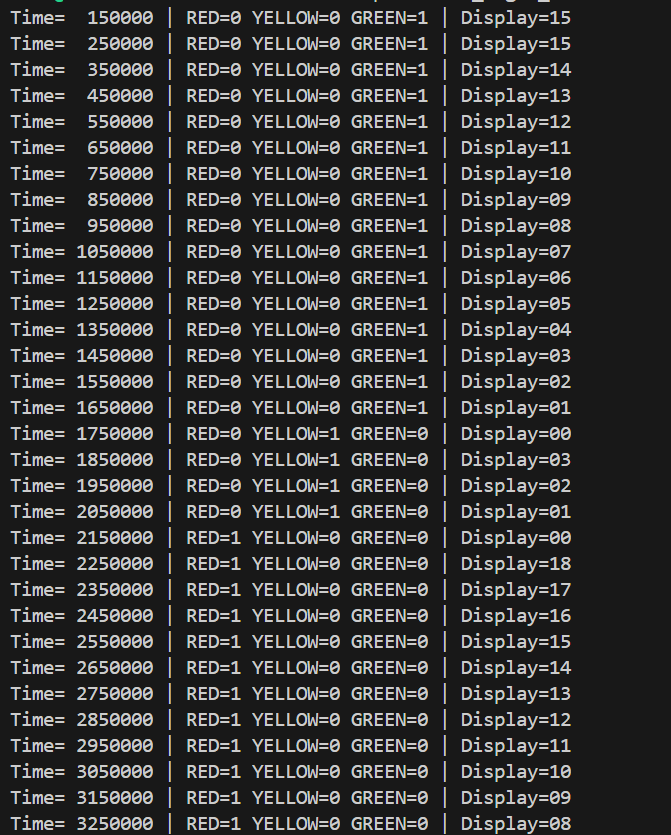 Time=  150000 | RED=0 YELLOW=0 GREEN=1 | Display=15
Time=  250000 | RED=0 YELLOW=0 GREEN=1 | Display=15
Time=  350000 | RED=0 YELLOW=0 GREEN=1 | Display=14
Time=  450000 | RED=0 YELLOW=0 GREEN=1 | Display=13
Time=  550000 | RED=0 YELLOW=0 GREEN=1 | Display=12
Time=  650000 | RED=0 YELLOW=0 GREEN=1 | Display=11
Time=  750000 | RED=0 YELLOW=0 GREEN=1 | Display=10
Time=  850000 | RED=0 YELLOW=0 GREEN=1 | Display=09
Time=  950000 | RED=0 YELLOW=0 GREEN=1 | Display=08
Time= 1050000 | RED=0 YELLOW=0 GREEN=1 | Display=07
Time= 1150000 | RED=0 YELLOW=0 GREEN=1 | Display=06
Time= 1250000 | RED=0 YELLOW=0 GREEN=1 | Display=05
Time= 1350000 | RED=0 YELLOW=0 GREEN=1 | Display=04
Time= 1450000 | RED=0 YELLOW=0 GREEN=1 | Display=03
Time= 1550000 | RED=0 YELLOW=0 GREEN=1 | Display=02
Time= 1650000 | RED=0 YELLOW=0 GREEN=1 | Display=01
Time= 1750000 | RED=0 YELLOW=1 GREEN=0 | Display=00
Time= 1850000 | RED=0 YELLOW=1 GREEN=0 | Display=03
Time= 1950000 | RED=0 YELLOW=1 GREEN=0 | Display=02
Time= 2050000 | RED=0 YELLOW=1 GREEN=0 | Display=01
Time= 2150000 | RED=1 YELLOW=0 GREEN=0 | Display=00
Time= 2250000 | RED=1 YELLOW=0 GREEN=0 | Display=18
Time= 2350000 | RED=1 YELLOW=0 GREEN=0 | Display=17
Time= 2450000 | RED=1 YELLOW=0 GREEN=0 | Display=16
Time= 2550000 | RED=1 YELLOW=0 GREEN=0 | Display=15
Time= 2650000 | RED=1 YELLOW=0 GREEN=0 | Display=14
Time= 2750000 | RED=1 YELLOW=0 GREEN=0 | Display=13
Time= 2850000 | RED=1 YELLOW=0 GREEN=0 | Display=12
Time= 2950000 | RED=1 YELLOW=0 GREEN=0 | Display=11
Time= 3050000 | RED=1 YELLOW=0 GREEN=0 | Display=10
Time= 3150000 | RED=1 YELLOW=0 GREEN=0 | Display=09
Time= 3250000 | RED=1 YELLOW=0 GREEN=0 | Display=08